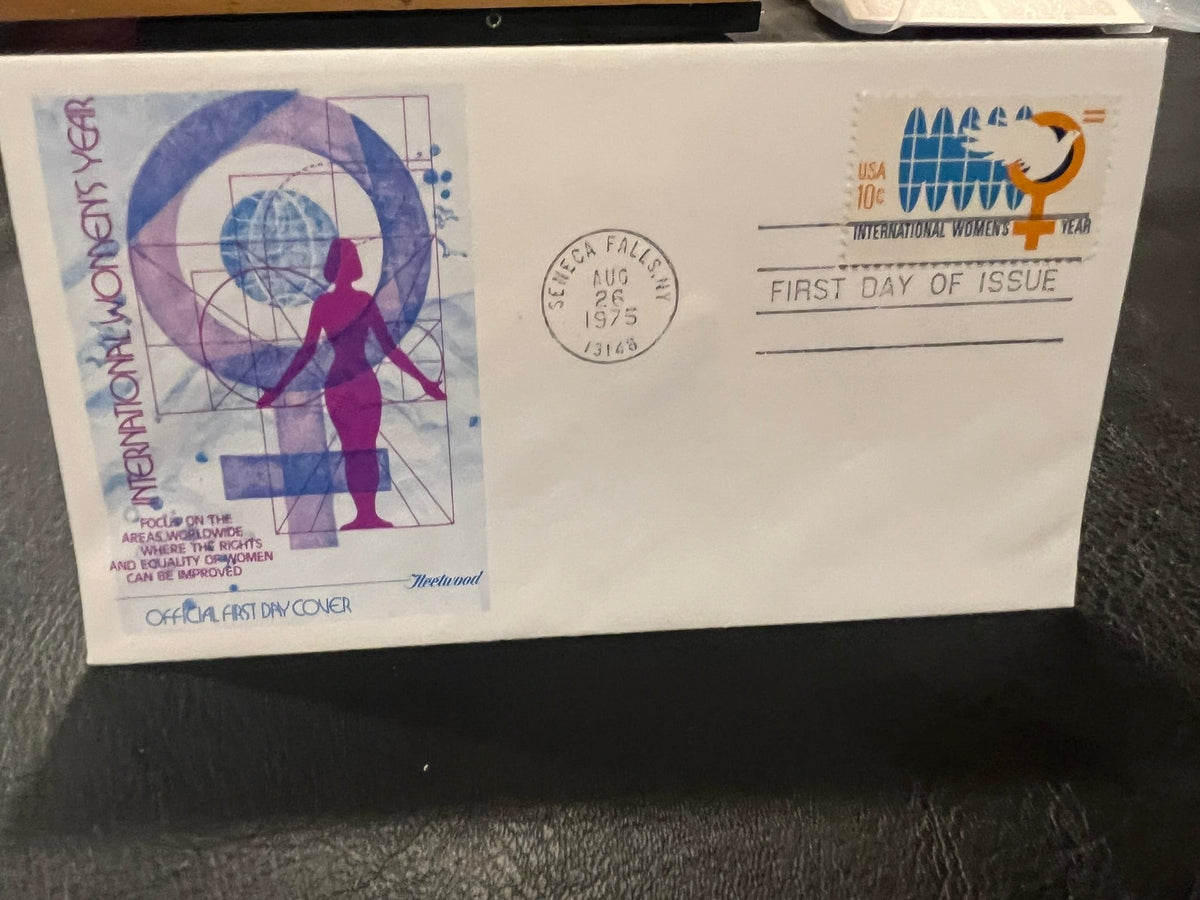 INTERNATIONAL WOMEN'S YEAR
FOCUS ON THE
AREAS WORLDWIDE
WHERE THE RIGHTS
AND EQUALITY OF WOMEN
CAN BE IMPROVED
Fleetwood
OFFICIAL FIRST DAY COVER
SENECA FALLS, NY
AUG
26
1975
13148
USA
10c
INTERNATIONAL WOMEN'S YEAR
FIRST DAY OF ISSUE